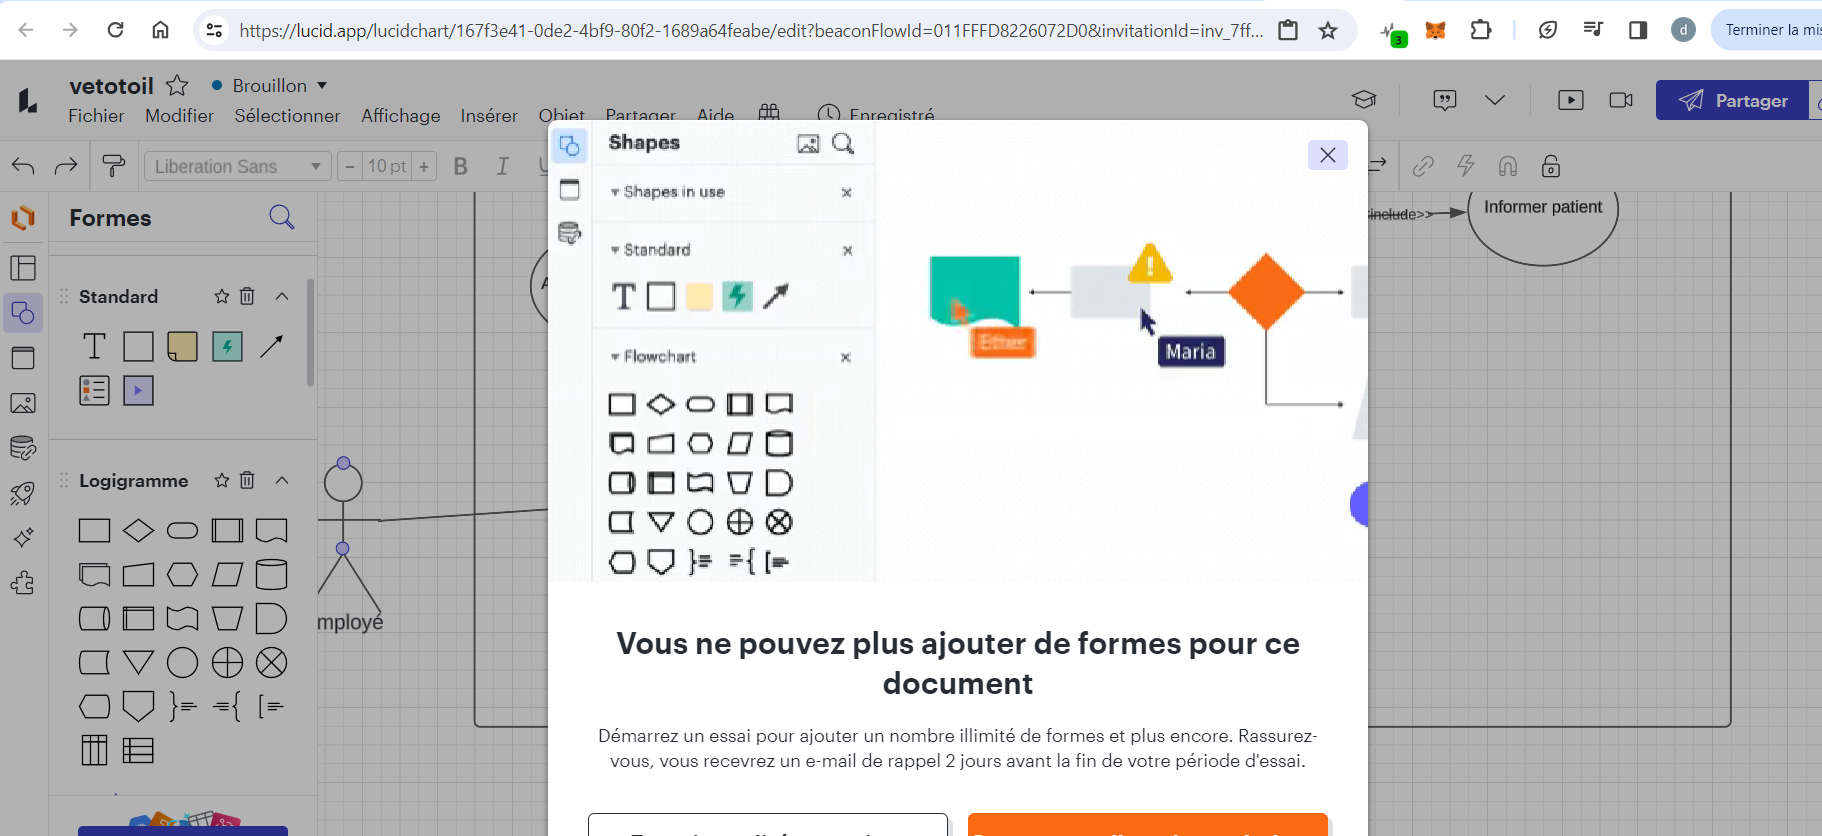 https://lucid.app/lucidchart/167f3e41-0de2-4bf9-80f2-1689a64feabe/edit?beaconFlowId=011FFFD8226072D0&invitationId=inv_7ff...
3
d
Terminer la mis
vetotoil
Brouillon
Fichier Modifier Sélectionner Affichage Insérer Objet Partager Aide Enregistré
Partager
Liberation Sans
- 10 pt +
B I U
Formes
Standard
T
Logigramme
mployé
A
include>>
Informer patient
Shapes
Shapes in use
Standard
T
Flowchart
Esther
Maria
Vous ne pouvez plus ajouter de formes pour ce
document
Démarrez un essai pour ajouter un nombre illimité de formes et plus encore. Rassurez-
vous, vous recevrez un e-mail de rappel 2 jours avant la fin de votre période d'essai.